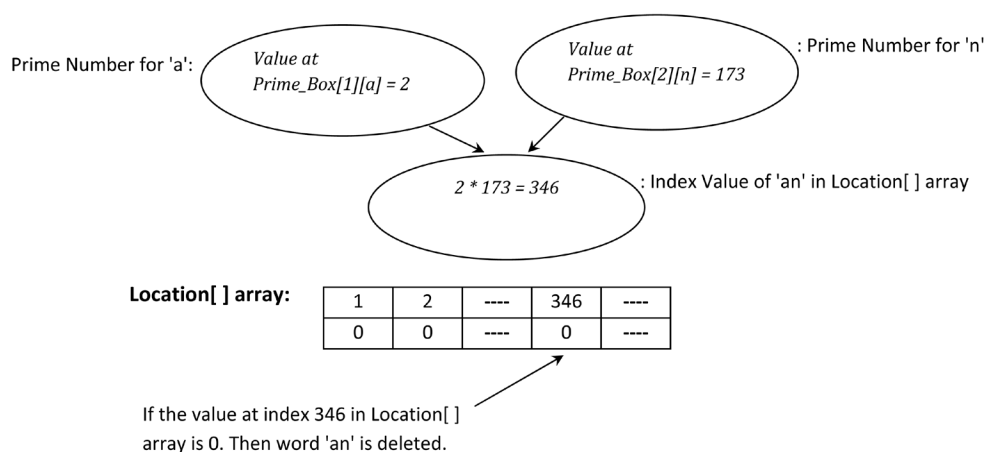 Prime Number for 'a':
Value at
Prime_Box[1][a] = 2
Value at
Prime_Box[2][n] = 173
: Prime Number for 'n'
2 * 173 = 346
: Index Value of 'an' in Location[ ] array
Location[ ] array:
1 2 ---- 346 ----
0 0 ---- 0 ----
If the value at index 346 in Location[ ]
array is 0. Then word 'an' is deleted.